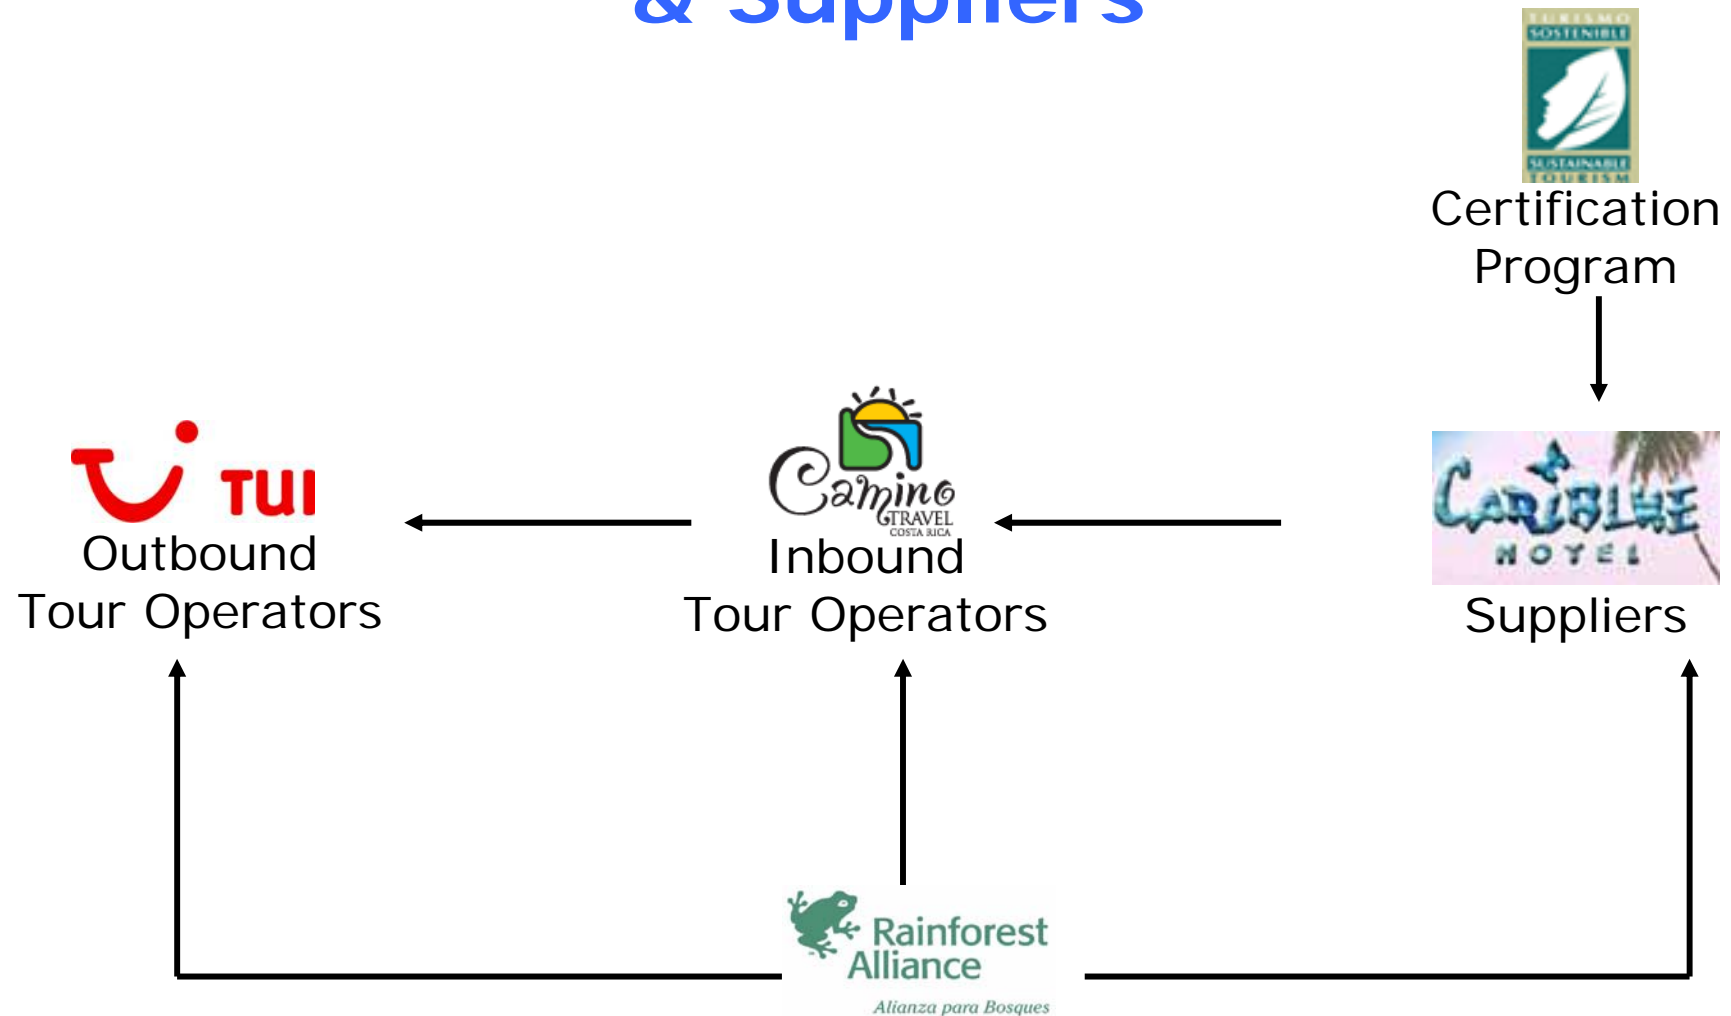 & Suppliers
TURISMO
SOSTENIBLE
SUSTAINABLE
TOURISM
Certification
Program
TUI
Outbound
Tour Operators
Camino
TRAVEL
COSTA RICA
Inbound
Tour Operators
CARIBLUE
HOTEL
Suppliers
Rainforest
Alliance
Alianza para Bosques